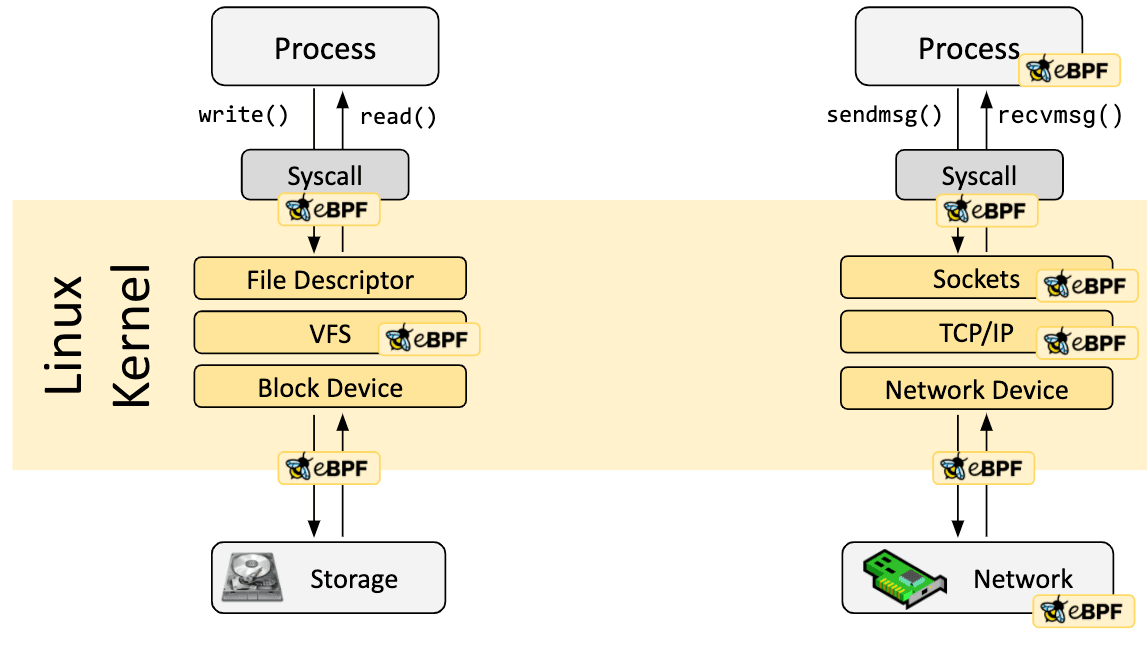 Process
write()
read()
Syscall
eBPF
File Descriptor
VFS
eBPF
Block Device
eBPF
Storage
Linux
Kernel
Process
eBPF
sendmsg()
recvmsg()
Syscall
eBPF
Sockets
eBPF
TCP/IP
eBPF
Network Device
eBPF
Network
eBPF